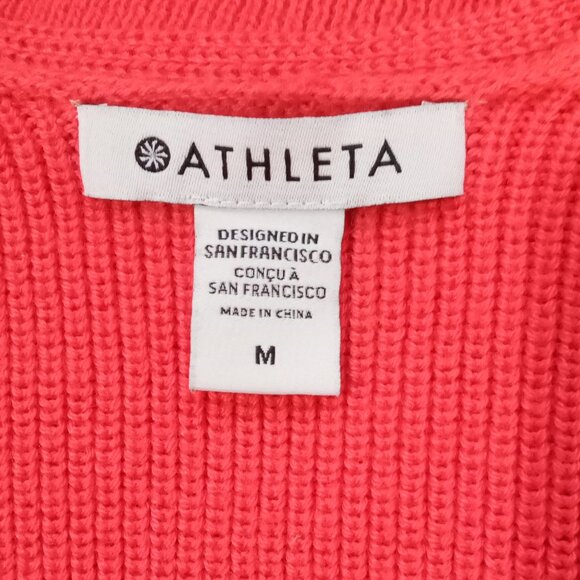 ATHLETA
DESIGNED IN
SAN FRANCISCO
CONÇU À
SAN FRANCISCO
MADE IN CHINA
M